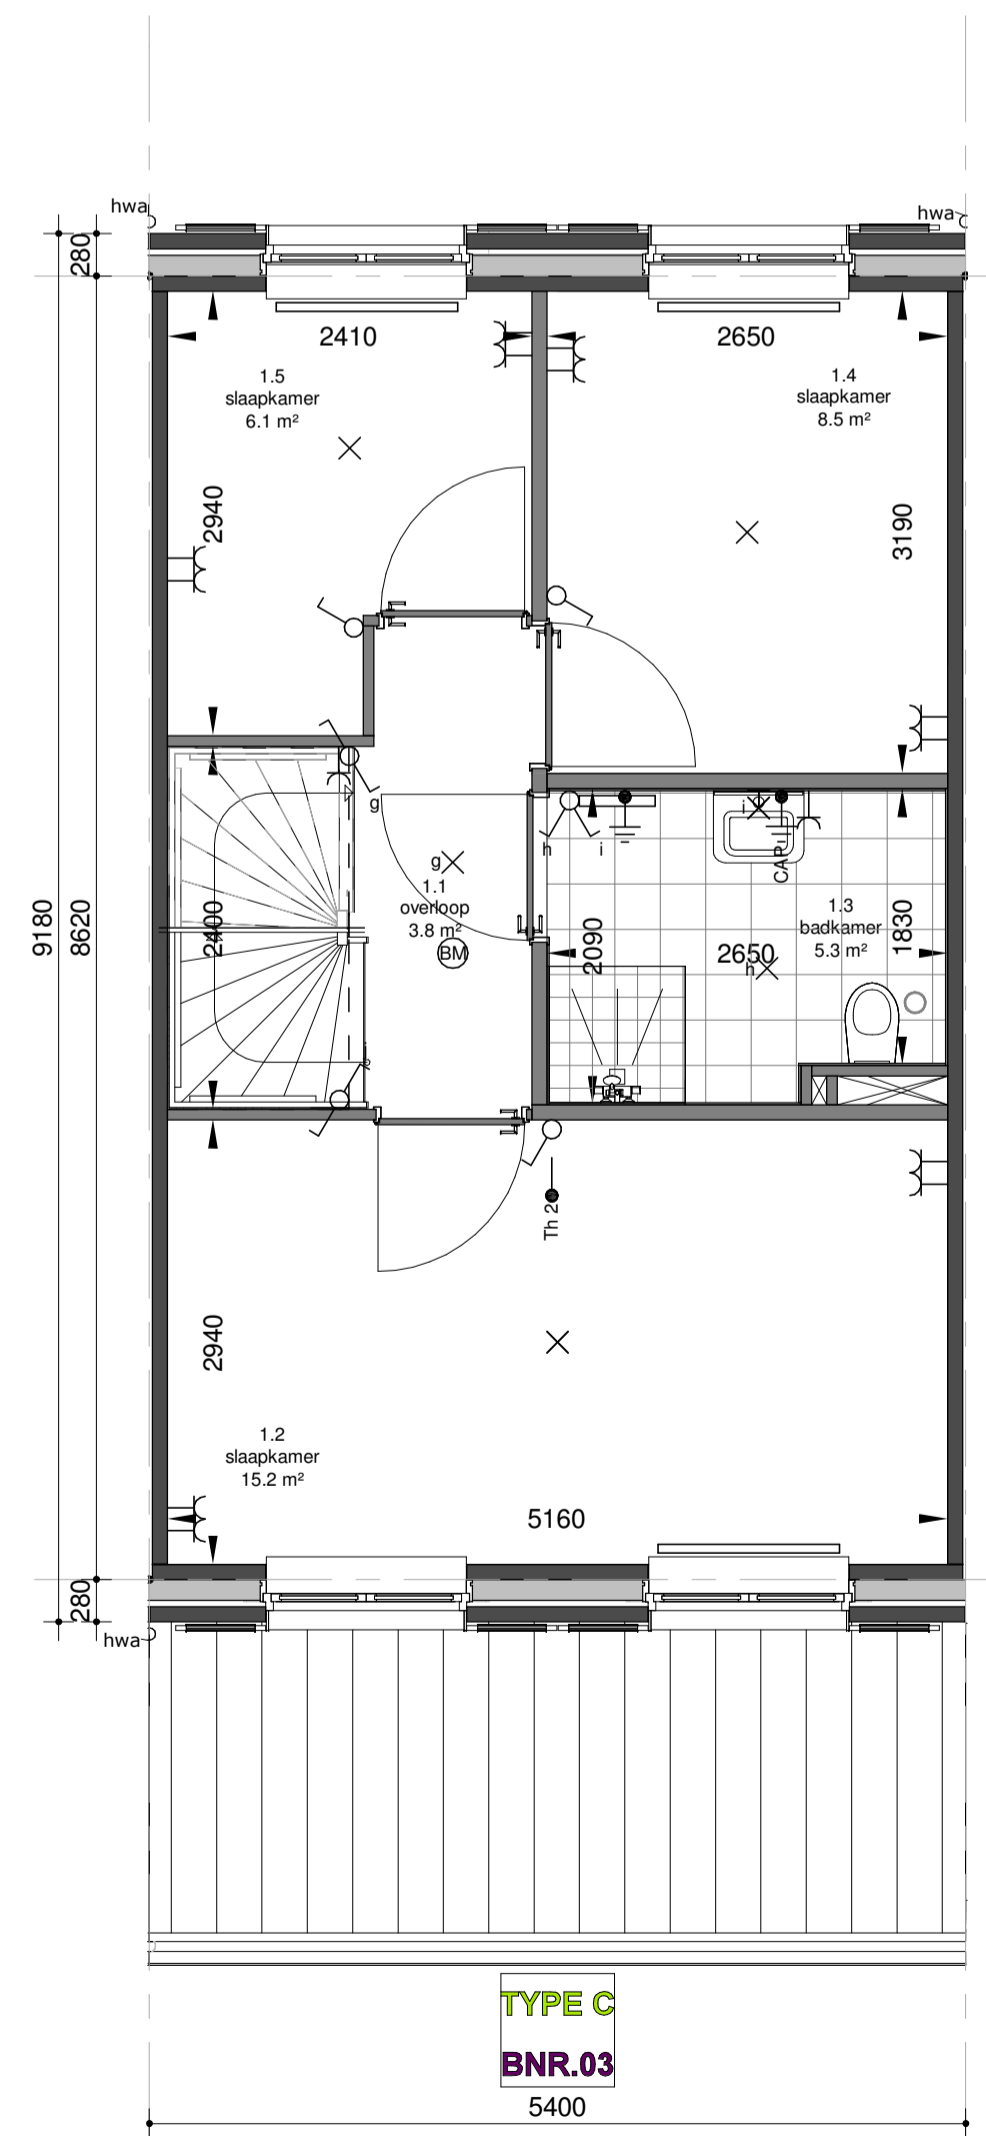 hwa
hwa
280
2410
2650
1.5
slaapkamer
6.1 m²
1.4
slaapkamer
8.5 m²
2940
3190
g
h
i
i
CAP.
g
1.1
overloop
3.8 m²
BM
2400
9180
8620
2090
2650
h
1.3
badkamer
5.3 m²
1830
Th 2
2940
1.2
slaapkamer
15.2 m²
5160
280
hwa
TYPE C
BNR.03
5400